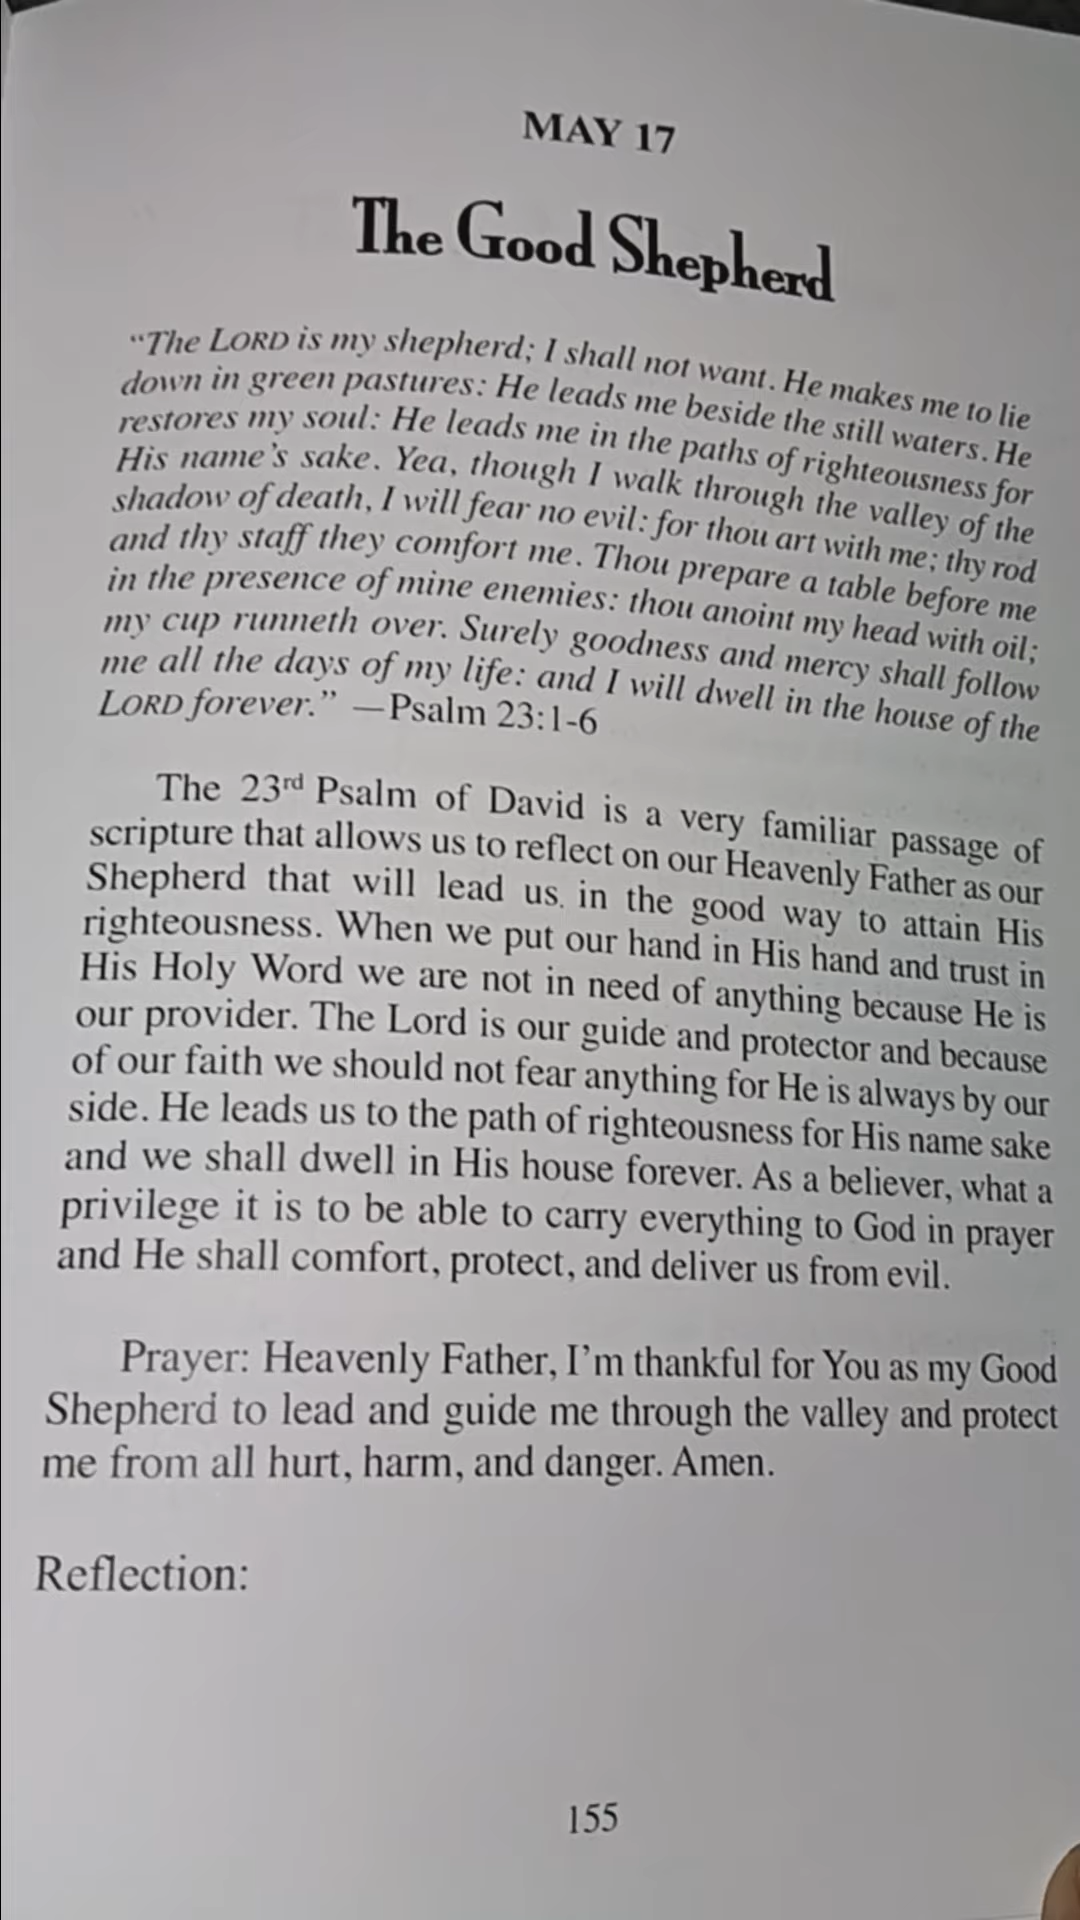 MAY 17
The Good Shepherd
“The LORD is my shepherd; I shall not want. He makes me to lie
down in green pastures: He leads me beside the still waters. He
restores my soul: He leads me in the paths of righteousness for
His name’s sake. Yea, though I walk through the valley of the
shadow of death, I will fear no evil: for thou art with me; thy rod
and thy staff they comfort me. Thou prepare a table before me
in the presence of mine enemies: thou anoint my head with oil;
my cup runneth over. Surely goodness and mercy shall follow
me all the days of my life: and I will dwell in the house of the
LORD forever.” —Psalm 23:1-6
The 23rd Psalm of David is a very familiar passage of
scripture that allows us to reflect on our Heavenly Father as our
Shepherd that will lead us in the good way to attain His
righteousness. When we put our hand in His hand and trust in
His Holy Word we are not in need of anything because He is
our provider. The Lord is our guide and protector and because
of our faith we should not fear anything for He is always by our
side. He leads us to the path of righteousness for His name sake
and we shall dwell in His house forever. As a believer, what a
privilege it is to be able to carry everything to God in prayer
and He shall comfort, protect, and deliver us from evil.
Prayer: Heavenly Father, I’m thankful for You as my Good
Shepherd to lead and guide me through the valley and protect
me from all hurt, harm, and danger. Amen.
Reflection:
155